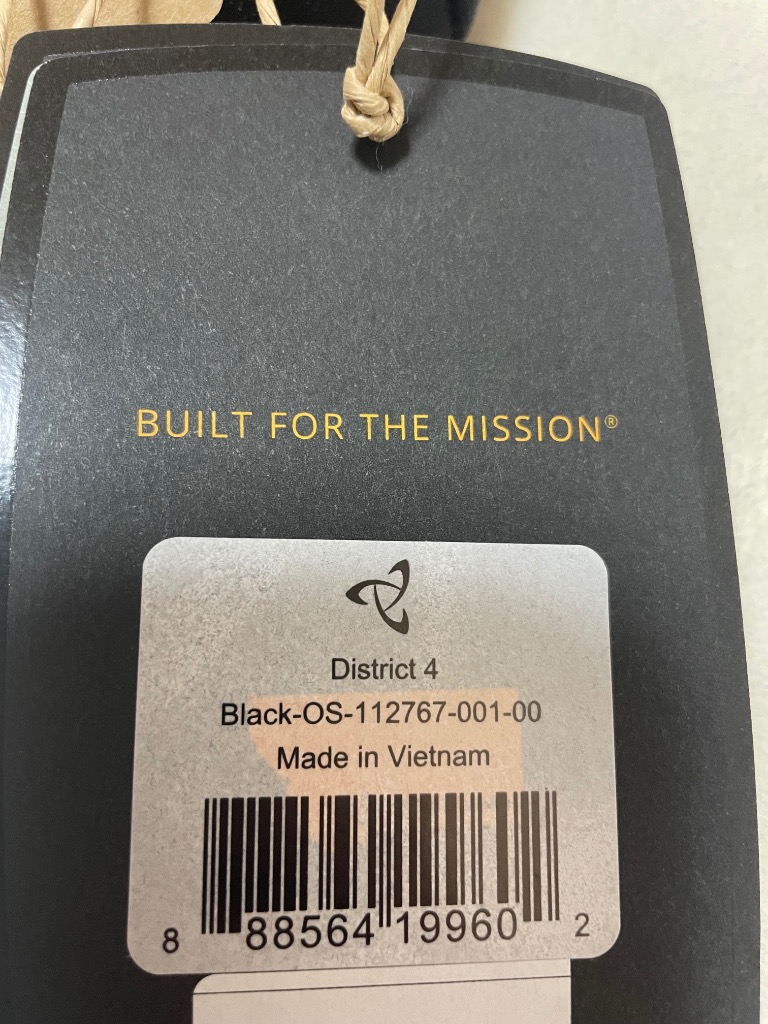 BUILT FOR THE MISSION®
District 4
Black-OS-112767-001-00
Made in Vietnam
8 88564 19960 2